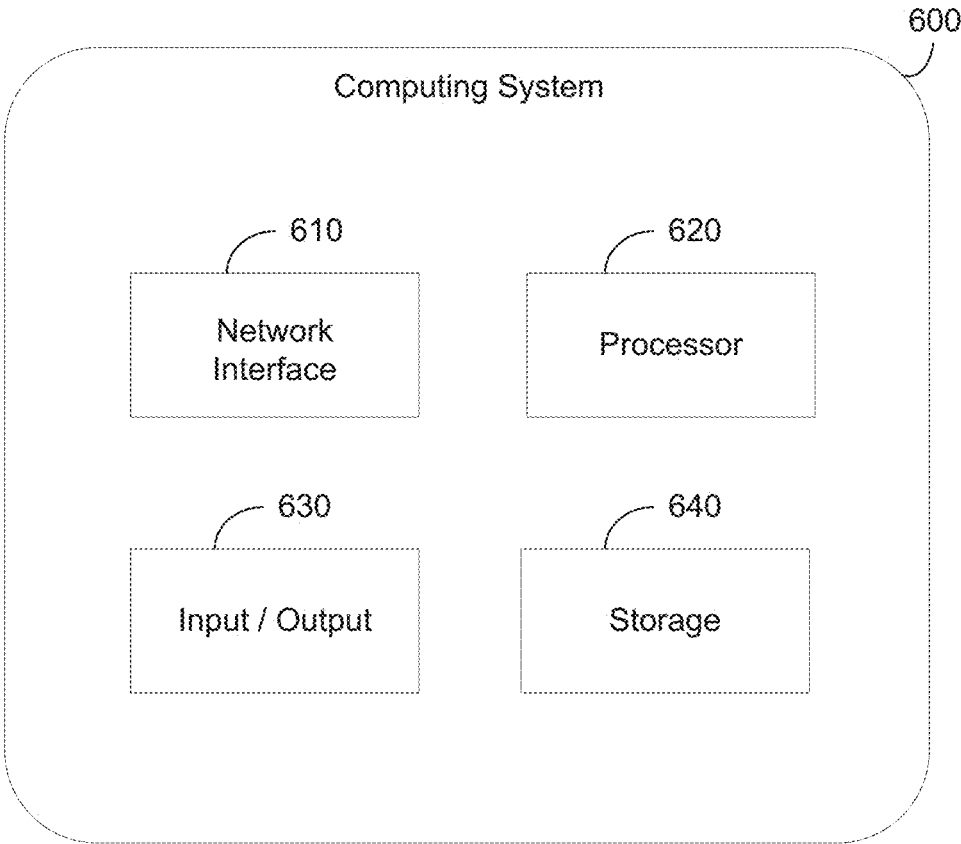 600
Computing System
610
620
Network
Interface
Processor
630
640
Input / Output
Storage